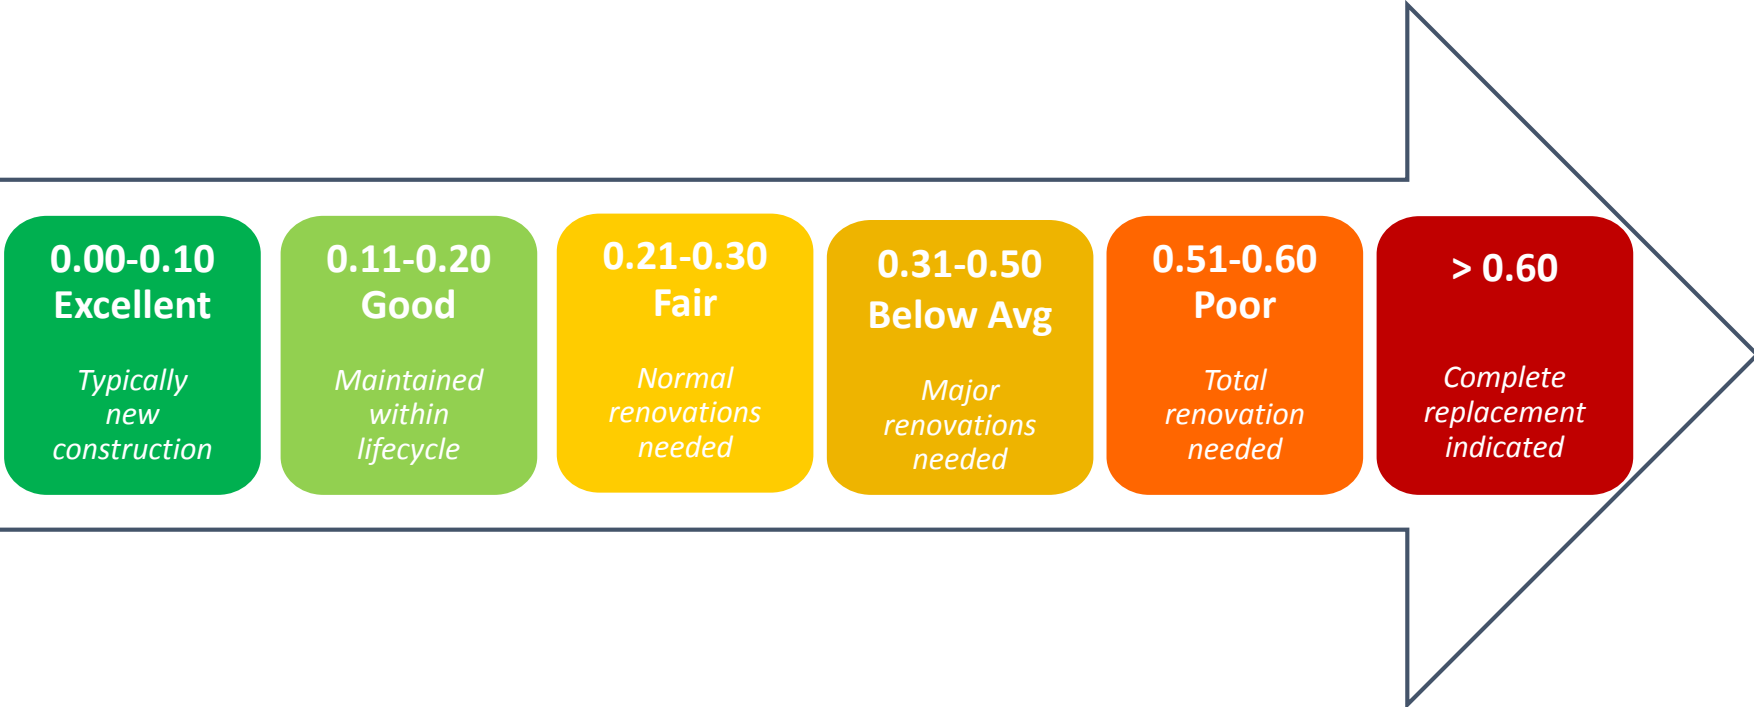 0.00-0.10
Excellent
Typically
new
construction
0.11-0.20
Good
Maintained
within
lifecycle
0.21-0.30
Fair
Normal
renovations
needed
0.31-0.50
Below Avg
Major
renovations
needed
0.51-0.60
Poor
Total
renovation
needed
> 0.60
Complete
replacement
indicated